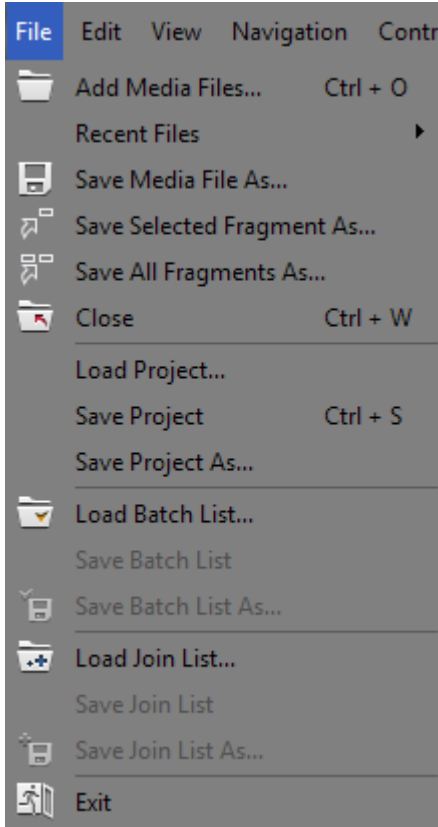 File Edit View Navigation Contr
Add Media Files... Ctrl + O
Recent Files
Save Media File As...
Save Selected Fragment As...
Save All Fragments As...
Close Ctrl + W
Load Project...
Save Project Ctrl + S
Save Project As...
Load Batch List...
Save Batch List
Save Batch List As...
Load Join List...
Save Join List
Save Join List As...
Exit